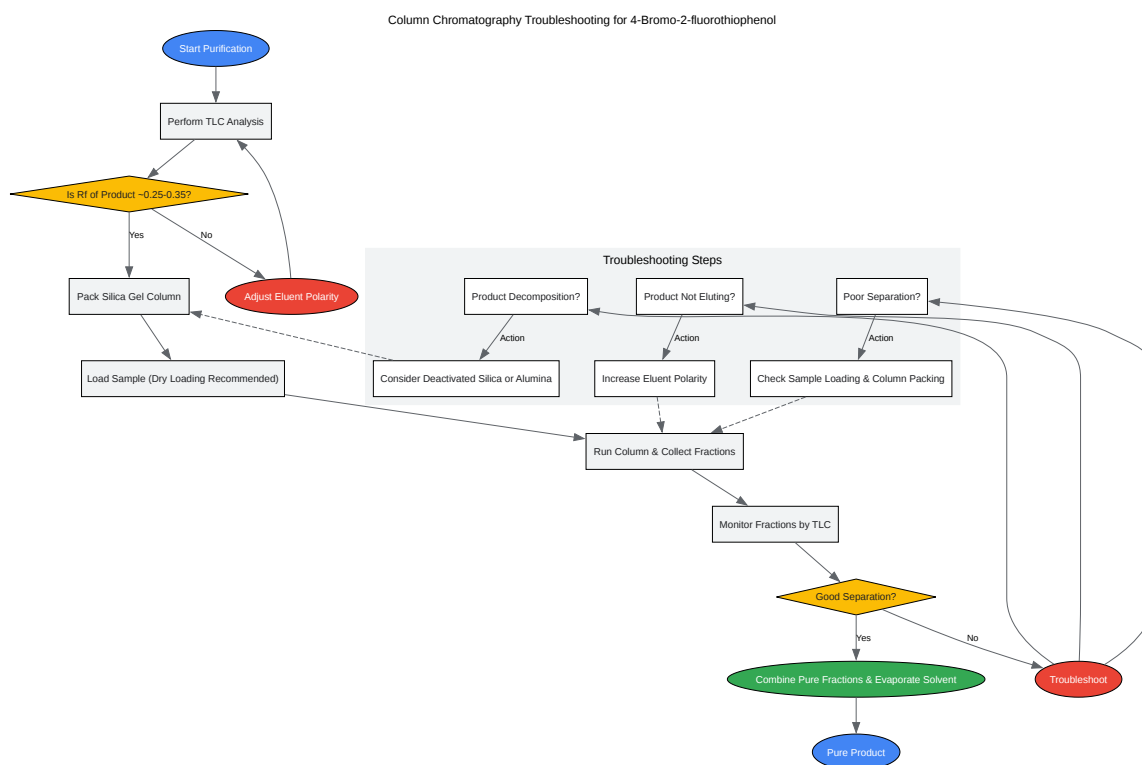 Column Chromatography Troubleshooting for 4-Bromo-2-fluorothiophenol
Start Purification
Perform TLC Analysis
Is Rf of Product ~0.25-0.35?
Yes
No
Pack Silica Gel Column
Adjust Eluent Polarity
Troubleshooting Steps
Product Decomposition?
Product Not Eluting?
Poor Separation?
Action
Action
Action
Load Sample (Dry Loading Recommended)
Consider Deactivated Silica or Alumina
Increase Eluent Polarity
Check Sample Loading & Column Packing
Run Column & Collect Fractions
Monitor Fractions by TLC
Good Separation?
Yes
No
Combine Pure Fractions & Evaporate Solvent
Troubleshoot
Pure Product